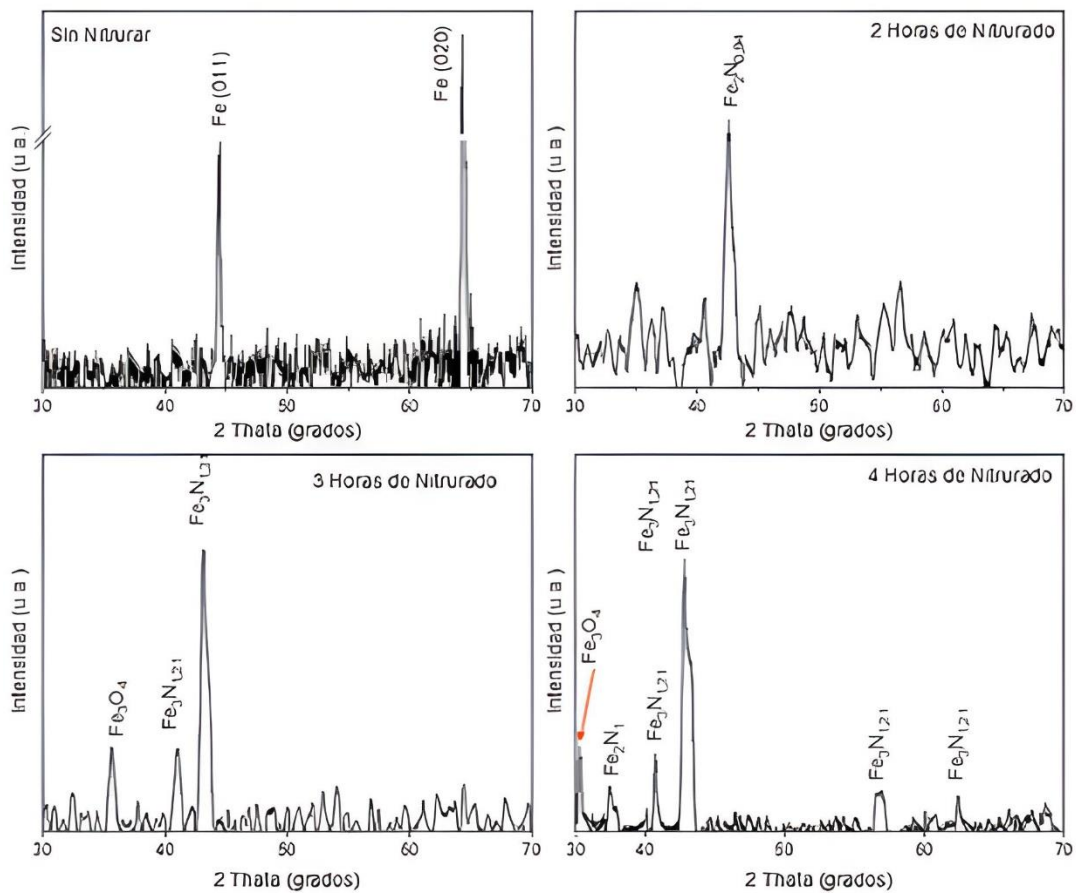 Sin Nitrurar
Fe (011)
Fe (020)
Intensidad (u.a.)
30 40 50 60 70
2 Theta (grados)
2 Horas de Nitrurado
Fe₂N₀.₉₄
Intensidad (u.a.)
30 40 50 60 70
2 Theta (grados)
3 Horas de Nitrurado
Fe₃O₄
Fe₃N₁.₂₁
Fe₃N₁.₂₁
Intensidad (u.a.)
30 40 50 60 70
2 Theta (grados)
4 Horas de Nitrurado
Fe₃O₄
Fe₂N₁
Fe₃N₁.₂₁
Fe₃N₁.₂₁
Fe₃N₁.₂₁
Fe₃N₁.₂₁
Fe₃N₁.₂₁
Intensidad (u.a.)
30 40 50 60 70
2 Theta (grados)